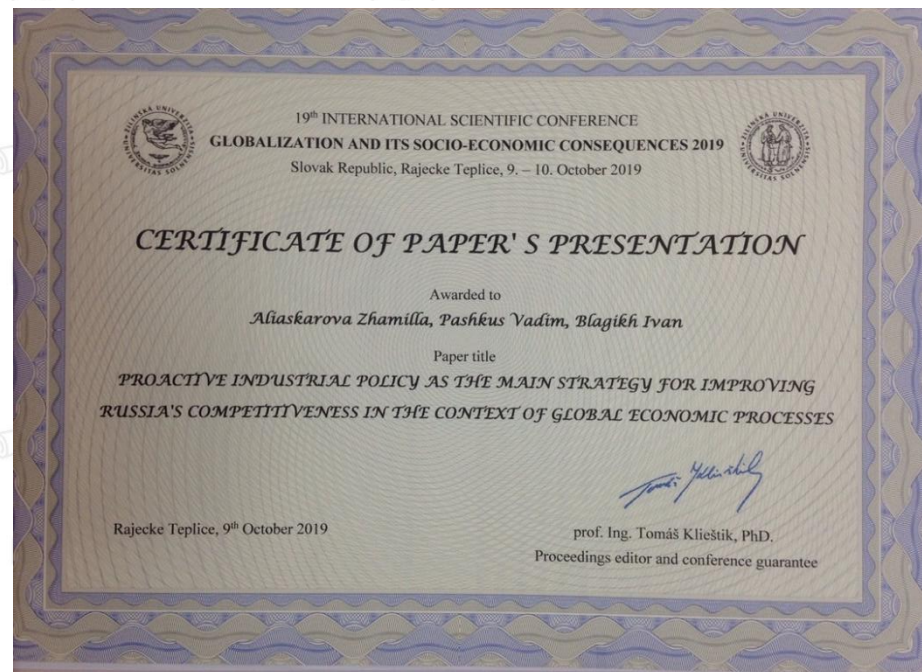 19th INTERNATIONAL SCIENTIFIC CONFERENCE
GLOBALIZATION AND ITS SOCIO-ECONOMIC CONSEQUENCES 2019
Slovak Republic, Rajecke Teplice, 9. – 10. October 2019
CERTIFICATE OF PAPER' S PRESENTATION
Awarded to
Aliaskarova Zhamilla, Pashkus Vadim, Blagikh Ivan
Paper title
PROACTIVE INDUSTRIAL POLICY AS THE MAIN STRATEGY FOR IMPROVING
RUSSIA'S COMPETITIVENESS IN THE CONTEXT OF GLOBAL ECONOMIC PROCESSES
Rajecke Teplice, 9th October 2019
prof. Ing. Tomáš Klieštik, PhD.
Proceedings editor and conference guarantee